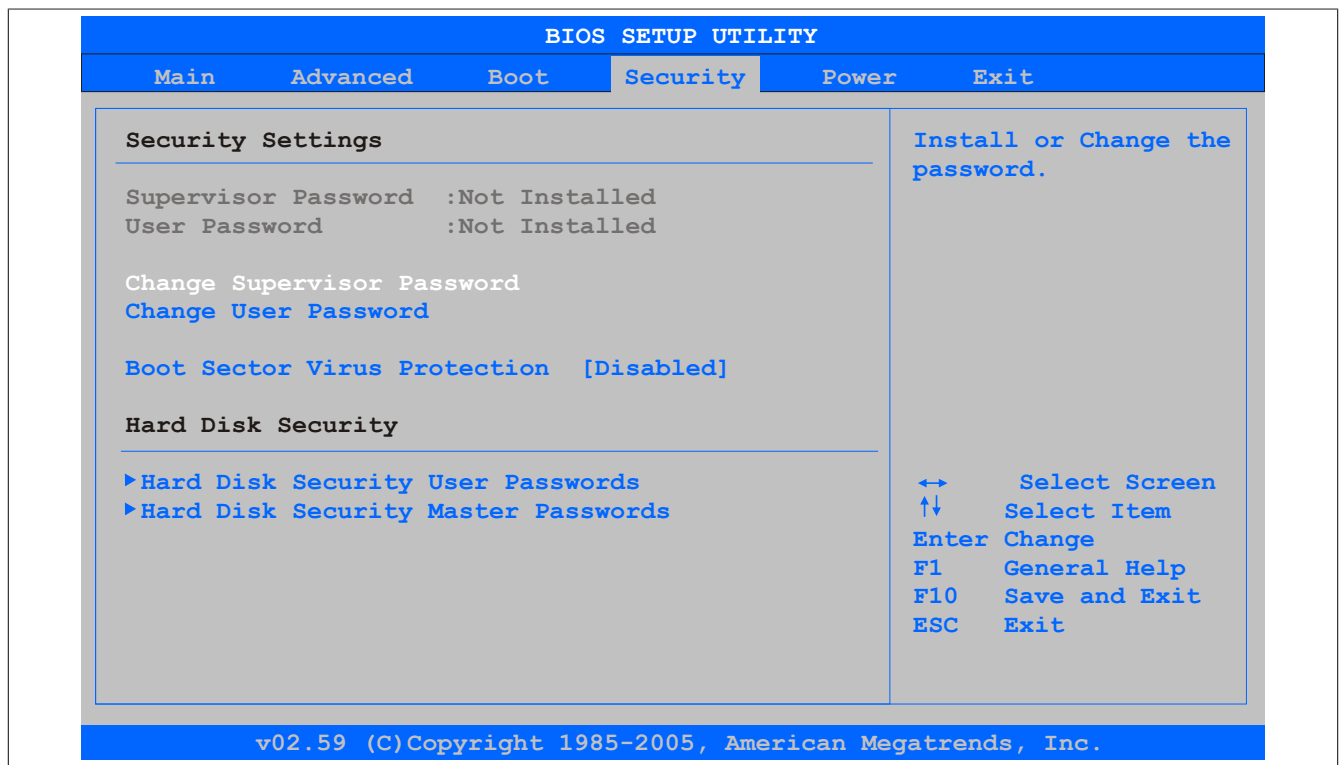 BIOS SETUP UTILITY
Main Advanced Boot Security Power Exit
Security Settings
Supervisor Password :Not Installed
User Password :Not Installed
Change Supervisor Password
Change User Password
Boot Sector Virus Protection [Disabled]
Hard Disk Security
Hard Disk Security User Passwords
Hard Disk Security Master Passwords
Install or Change the
password.
Select Screen
Select Item
Enter Change
F1 General Help
F10 Save and Exit
ESC Exit
v02.59 (C)Copyright 1985-2005, American Megatrends, Inc.